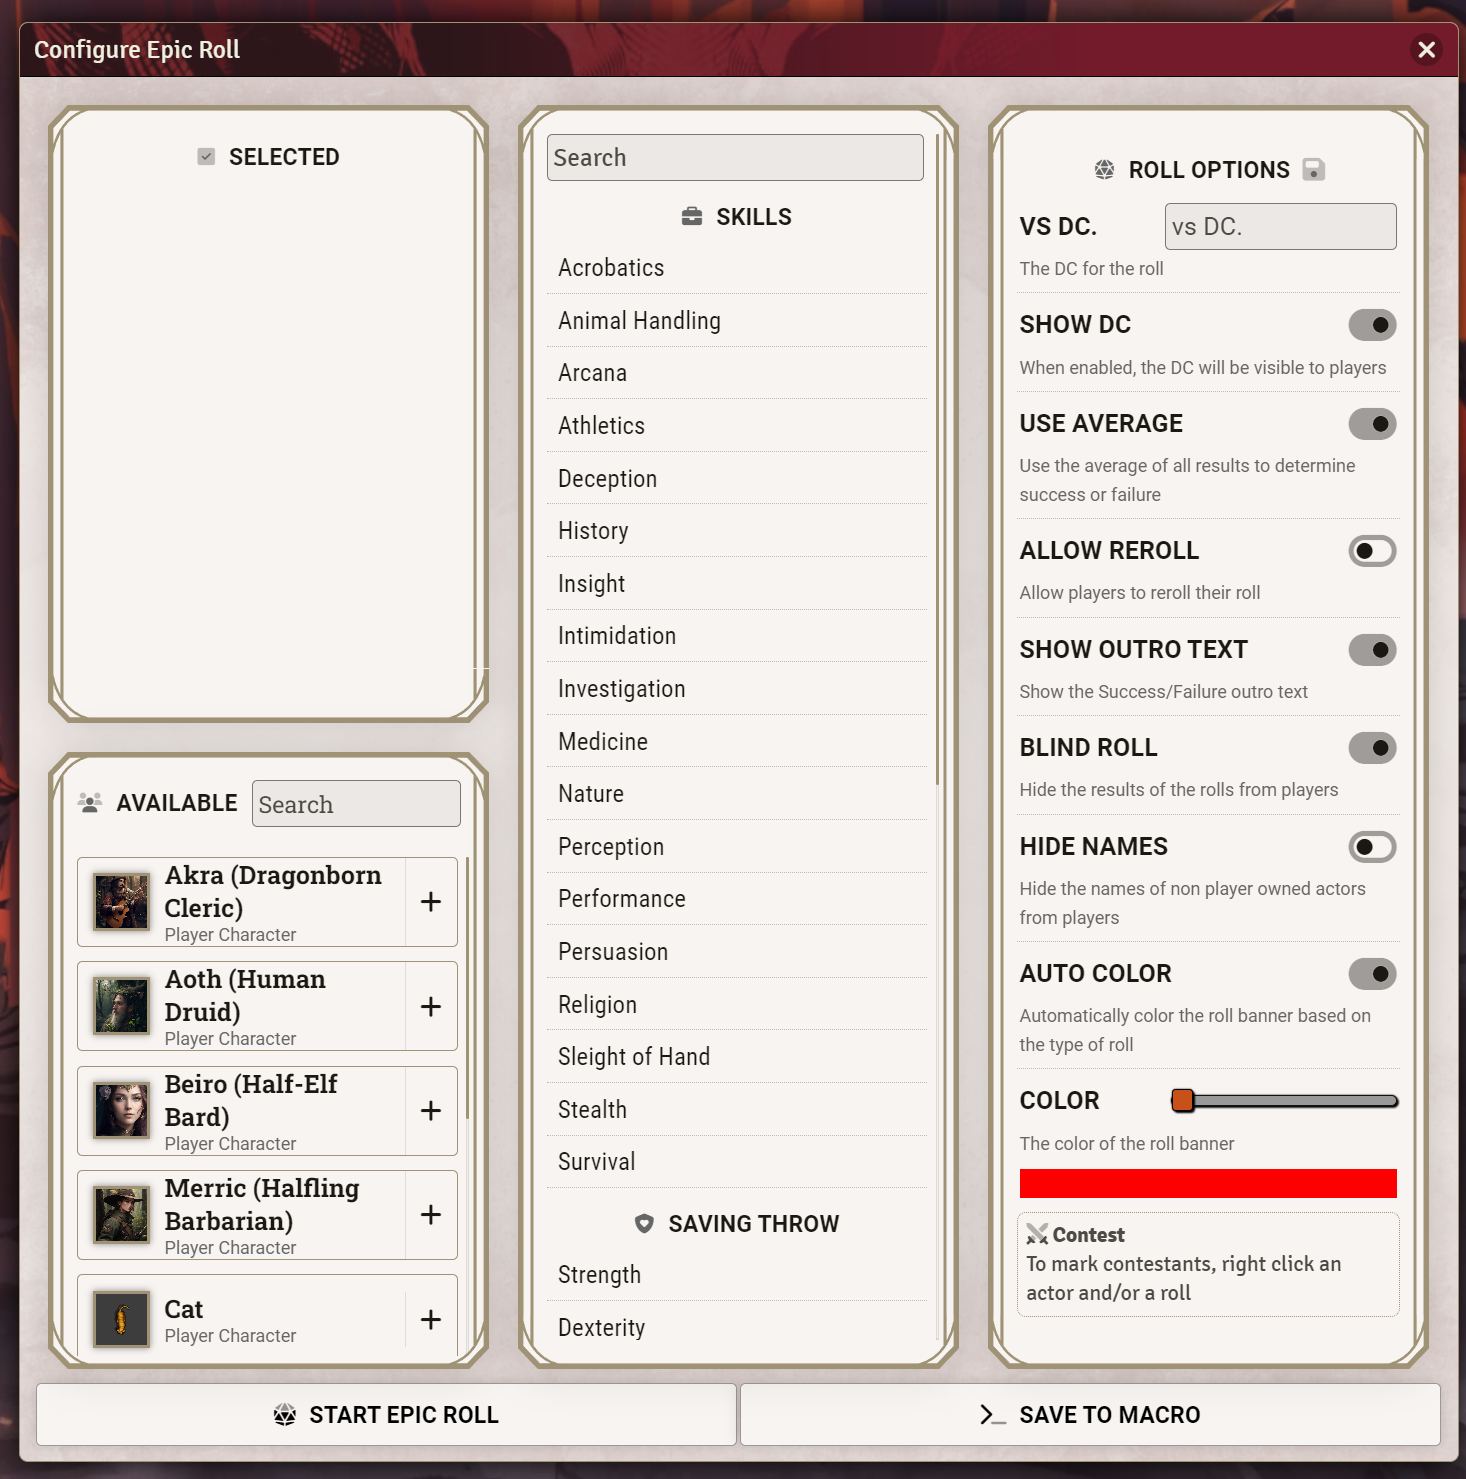 Configure Epic Roll
SELECTED
AVAILABLE
Search
Akra (Dragonborn
Cleric)
Player Character
Aoth (Human
Druid)
Player Character
Beiro (Half-Elf
Bard)
Player Character
Merric (Halfling
Barbarian)
Player Character
Cat
Player Character
Search
SKILLS
Acrobatics
Animal Handling
Arcana
Athletics
Deception
History
Insight
Intimidation
Investigation
Medicine
Nature
Perception
Performance
Persuasion
Religion
Sleight of Hand
Stealth
Survival
SAVING THROW
Strength
Dexterity
ROLL OPTIONS
VS DC.
vs DC.
The DC for the roll
SHOW DC
When enabled, the DC will be visible to players
USE AVERAGE
Use the average of all results to determine
success or failure
ALLOW REROLL
Allow players to reroll their roll
SHOW OUTRO TEXT
Show the Success/Failure outro text
BLIND ROLL
Hide the results of the rolls from players
HIDE NAMES
Hide the names of non player owned actors
from players
AUTO COLOR
Automatically color the roll banner based on
the type of roll
COLOR
The color of the roll banner
Contest
To mark contestants, right click an
actor and/or a roll
START EPIC ROLL
SAVE TO MACRO